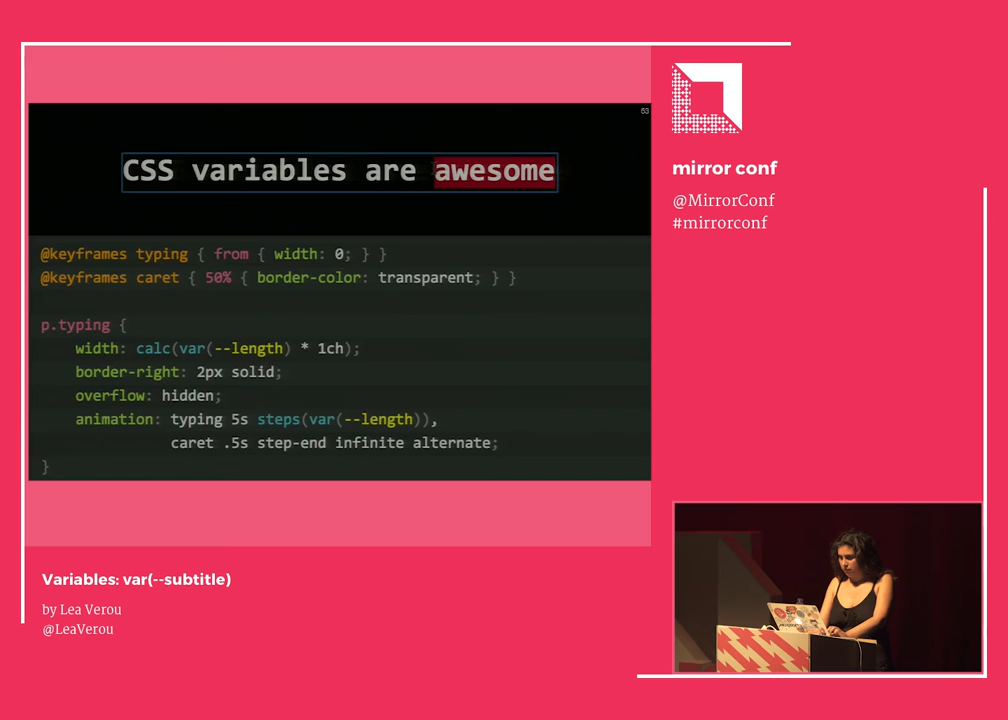 63
CSS variables are awesome
@keyframes typing { from { width: 0; } }
@keyframes caret { 50% { border-color: transparent; } }
p.typing {
width: calc(var(--length) * 1ch);
border-right: 2px solid;
overflow: hidden;
animation: typing 5s steps(var(--length)),
caret .5s step-end infinite alternate;
}
mirror conf
@MirrorConf
#mirrorconf
Variables: var(--subtitle)
by Lea Verou
@LeaVerou